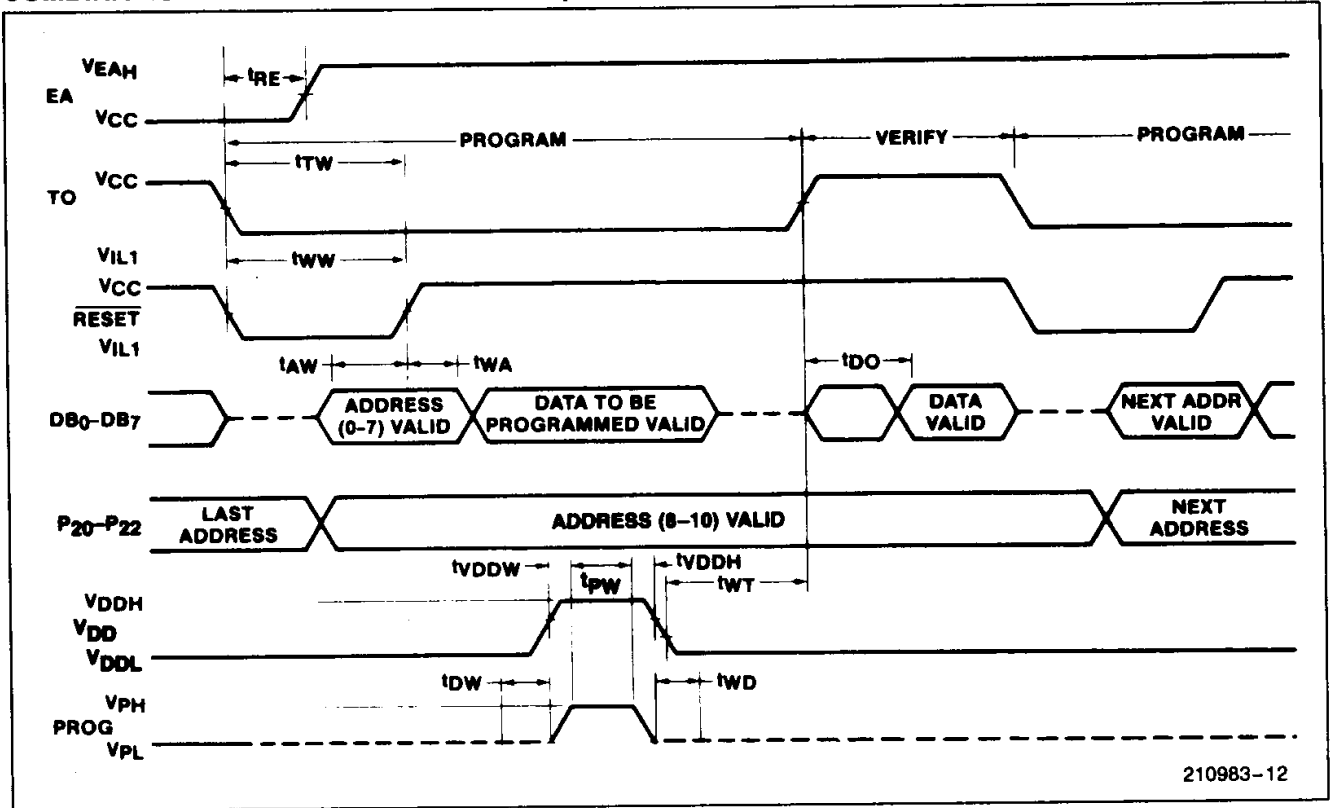 VEAH
tRE
EA
VCC
PROGRAM
VERIFY
PROGRAM
tTW
VCC
TO
VIL1
tWW
VCC
RESET
VIL1
tAW
tWA
tDO
DB0–DB7
ADDRESS
(0–7) VALID
DATA TO BE
PROGRAMMED VALID
DATA
VALID
NEXT ADDR
VALID
P20–P22
LAST
ADDRESS
ADDRESS (8–10) VALID
NEXT
ADDRESS
tVDDW
tPW
tVDDH
tWT
VDDH
VDD
VDDL
tDW
tWD
VPH
PROG
VPL
210983–12